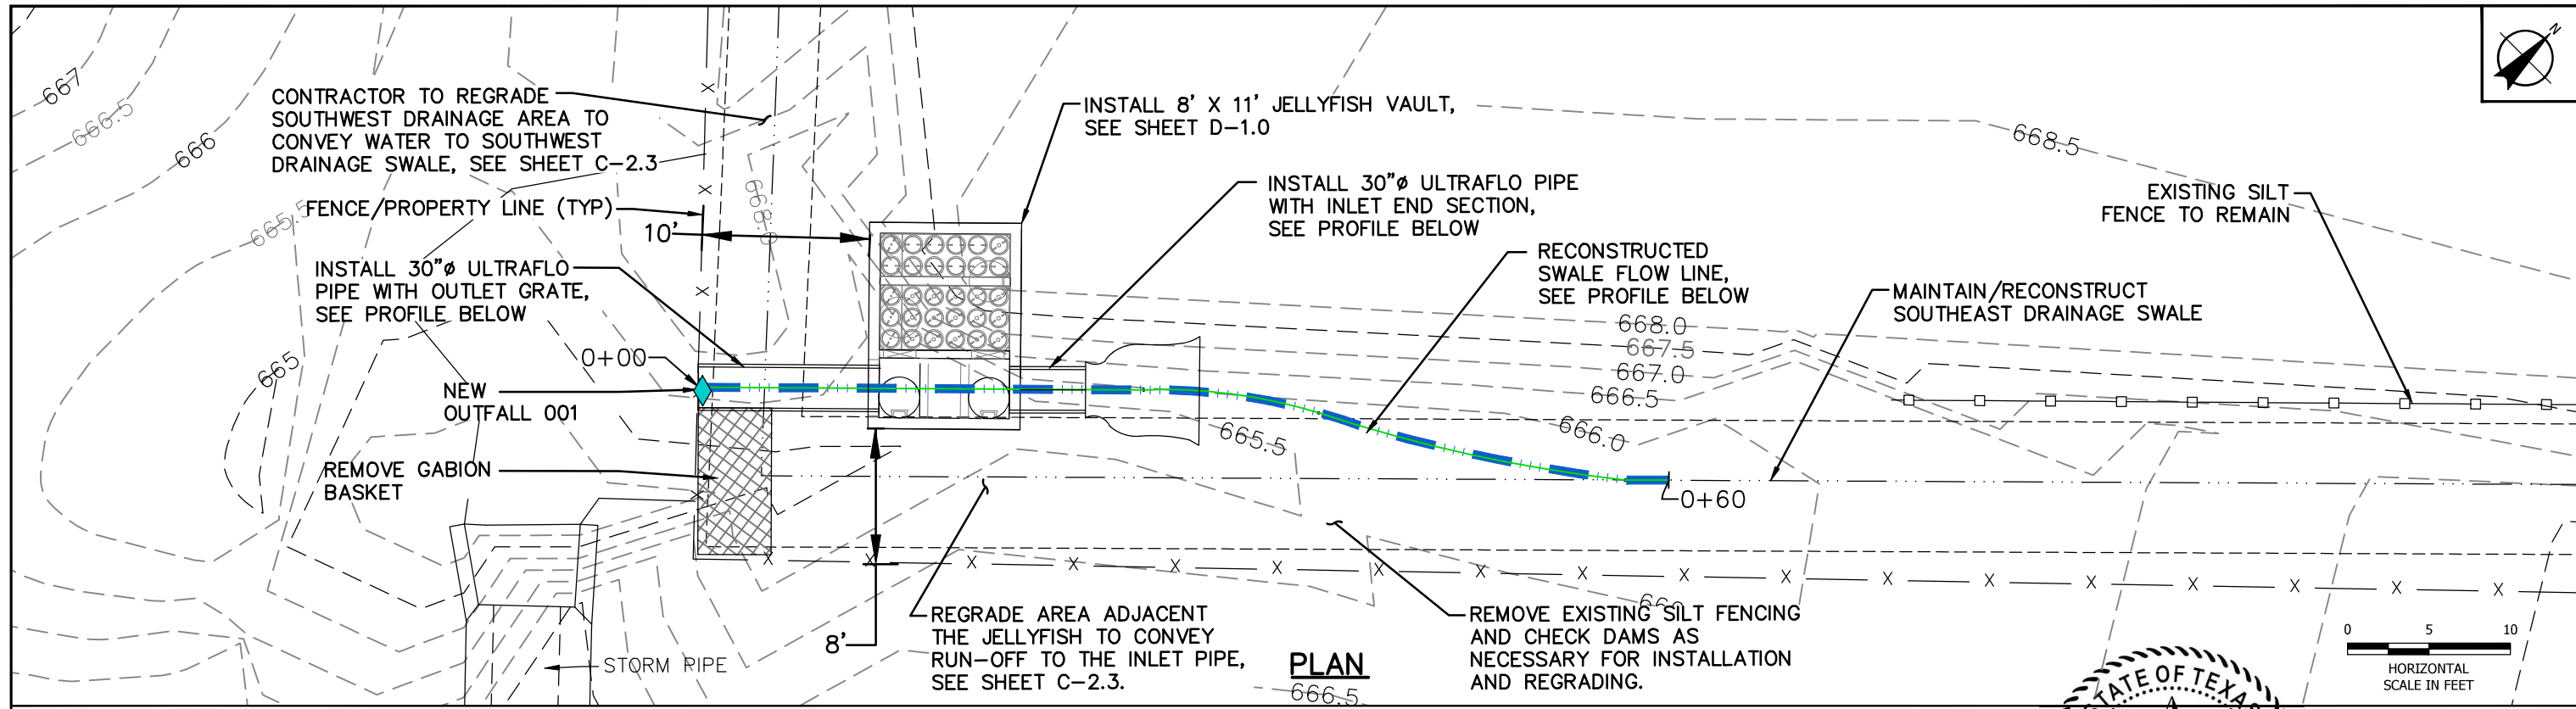 667
666.5
666
665.5
665
CONTRACTOR TO REGRADE
SOUTHWEST DRAINAGE AREA TO
CONVEY WATER TO SOUTHWEST
DRAINAGE SWALE, SEE SHEET C-2.3
FENCE/PROPERTY LINE (TYP)
10'
668.0
INSTALL 30"ø ULTRAFLO
PIPE WITH OUTLET GRATE,
SEE PROFILE BELOW
0+00
NEW
OUTFALL 001
REMOVE GABION
BASKET
STORM PIPE
8'
INSTALL 8' X 11' JELLYFISH VAULT,
SEE SHEET D-1.0
INSTALL 30"ø ULTRAFLO PIPE
WITH INLET END SECTION,
SEE PROFILE BELOW
RECONSTRUCTED
SWALE FLOW LINE,
SEE PROFILE BELOW
668.5
EXISTING SILT
FENCE TO REMAIN
MAINTAIN/RECONSTRUCT
SOUTHEAST DRAINAGE SWALE
668.0
667.5
667.0
666.5
666.0
665.5
0+60
REGRADE AREA ADJACENT
THE JELLYFISH TO CONVEY
RUN-OFF TO THE INLET PIPE,
SEE SHEET C-2.3.
PLAN
666.5
REMOVE EXISTING SILT FENCING
AND CHECK DAMS AS
NECESSARY FOR INSTALLATION
AND REGRADING.
N
0 5 10
HORIZONTAL
SCALE IN FEET
STATE OF TEXAS